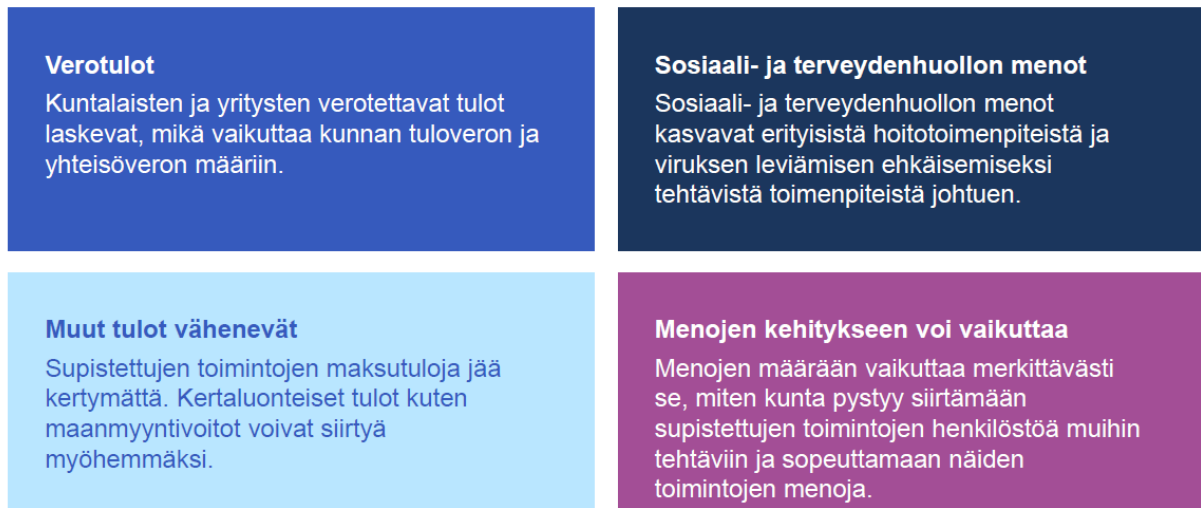 Verotulot
Kuntalaisten ja yritysten verotettavat tulot
laskevat, mikä vaikuttaa kunnan tuloveron ja
yhteisöveron määriin.
Sosiaali- ja terveydenhuollon menot
Sosiaali- ja terveydenhuollon menot
kasvavat erityisistä hoitotoimenpiteistä ja
viruksen leviämisen ehkäisemiseksi
tehtävistä toimenpiteistä johtuen.
Muut tulot vähenevät
Supistettujen toimintojen maksutuloja jää
kertymättä. Kertaluonteiset tulot kuten
maanmyyntivoitot voivat siirtyä
myöhemmäksi.
Menojen kehitykseen voi vaikuttaa
Menojen määrään vaikuttaa merkittävästi
se, miten kunta pystyy siirtämään
supistettujen toimintojen henkilöstöä muihin
tehtäviin ja sopeuttamaan näiden
toimintojen menoja.